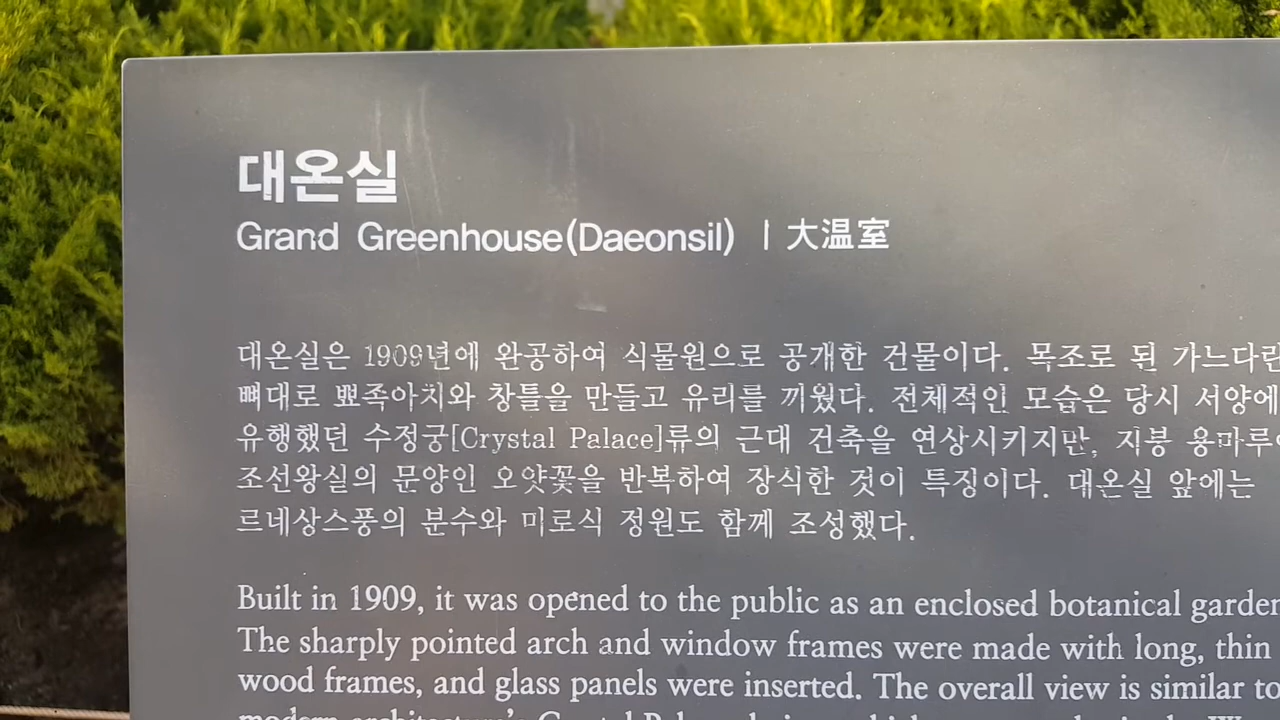 대온실
Grand Greenhouse(Daeonsil) | 大温室
대온실은 1909년에 완공하여 식물원으로 공개한 건물이다. 목조로 된 가느다란
뼈대로 뾰족아치와 창틀을 만들고 유리를 끼웠다. 전체적인 모습은 당시 서양에
유행했던 수정궁[Crystal Palace]류의 근대 건축을 연상시키지만, 지붕 용마루에
조선왕실의 문양인 오얏꽃을 반복하여 장식한 것이 특징이다. 대온실 앞에는
르네상스풍의 분수와 미로식 정원도 함께 조성했다.
Built in 1909, it was opened to the public as an enclosed botanical garden
The sharply pointed arch and window frames were made with long, thin
wood frames, and glass panels were inserted. The overall view is similar to
modern architecture's Crystal Palace